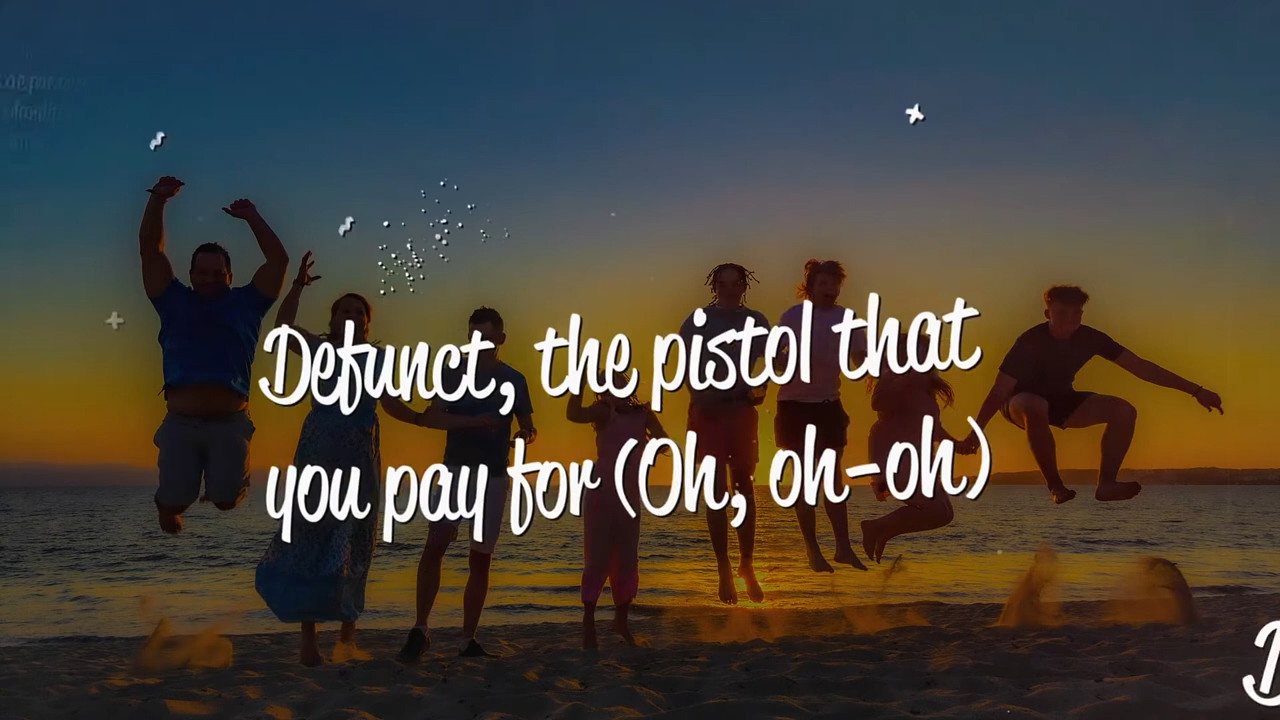 Defunct, the pistol that
you pay for (Oh, oh-oh)